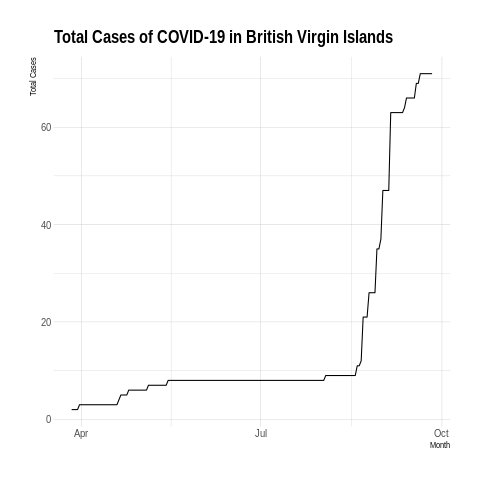 Total Cases of COVID-19 in British Virgin Islands
Total Cases
60
40
20
0
Apr
Jul
Oct
Month